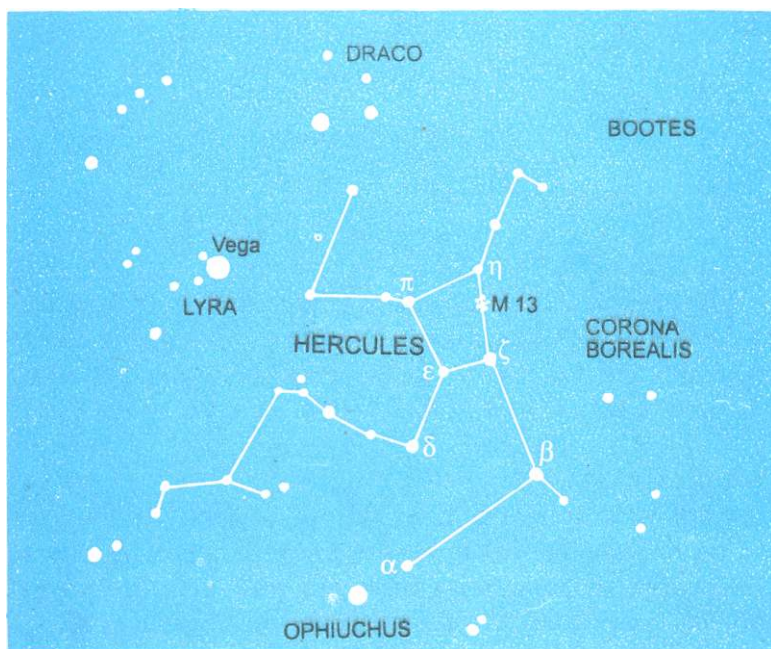 DRACO
BOOTES
Vega
η
π
LYRA
M 13
HERCULES
CORONA
BOREALIS
ζ
ε
δ
β
α
OPHIUCHUS